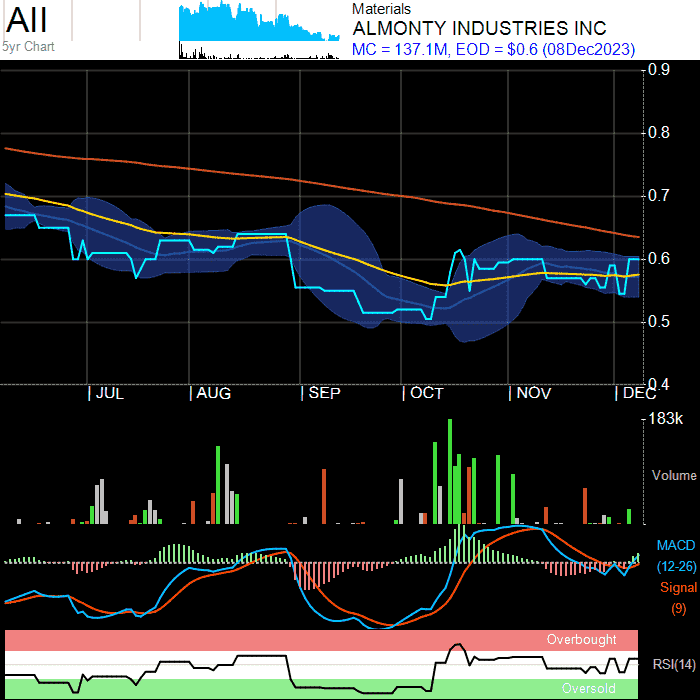 AII
5yr Chart
Materials
ALMONTY INDUSTRIES INC
MC = 137.1M, EOD = $0.6 (08Dec2023)
0.9
0.8
0.7
0.6
0.5
0.4
JUL AUG SEP OCT NOV DEC
183k
Volume
MACD
(12-26)
Signal
(9)
Overbought
RSI(14)
Oversold